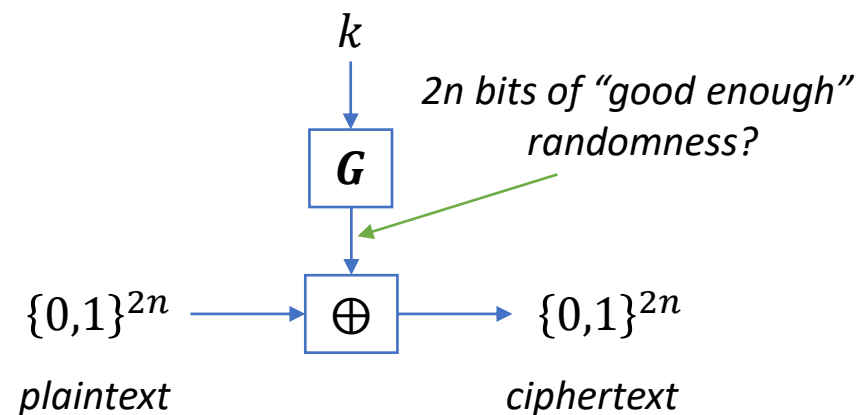 k
2n bits of “good enough”
randomness?
G
{0,1}²ⁿ ⊕ {0,1}²ⁿ
plaintext ciphertext